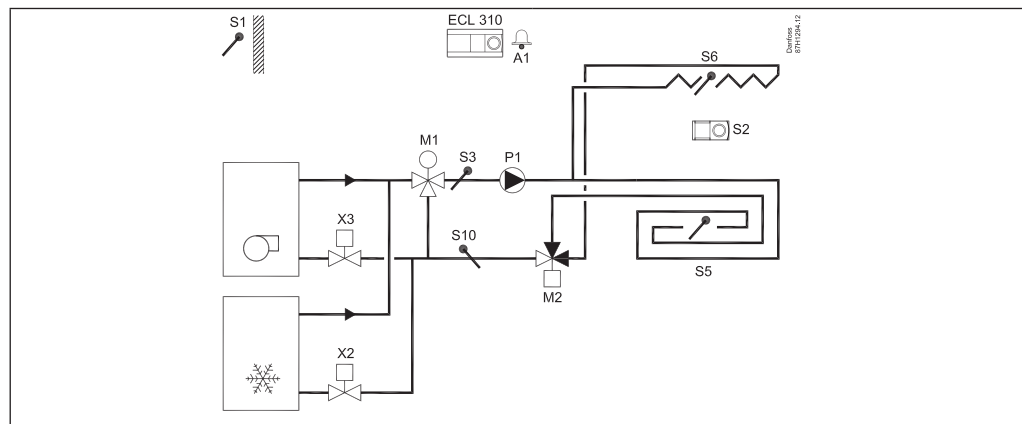 S1
ECL 310
A1
Danfoss
87H1294.12
S6
S2
M1
S3
P1
X3
S10
S5
M2
X2